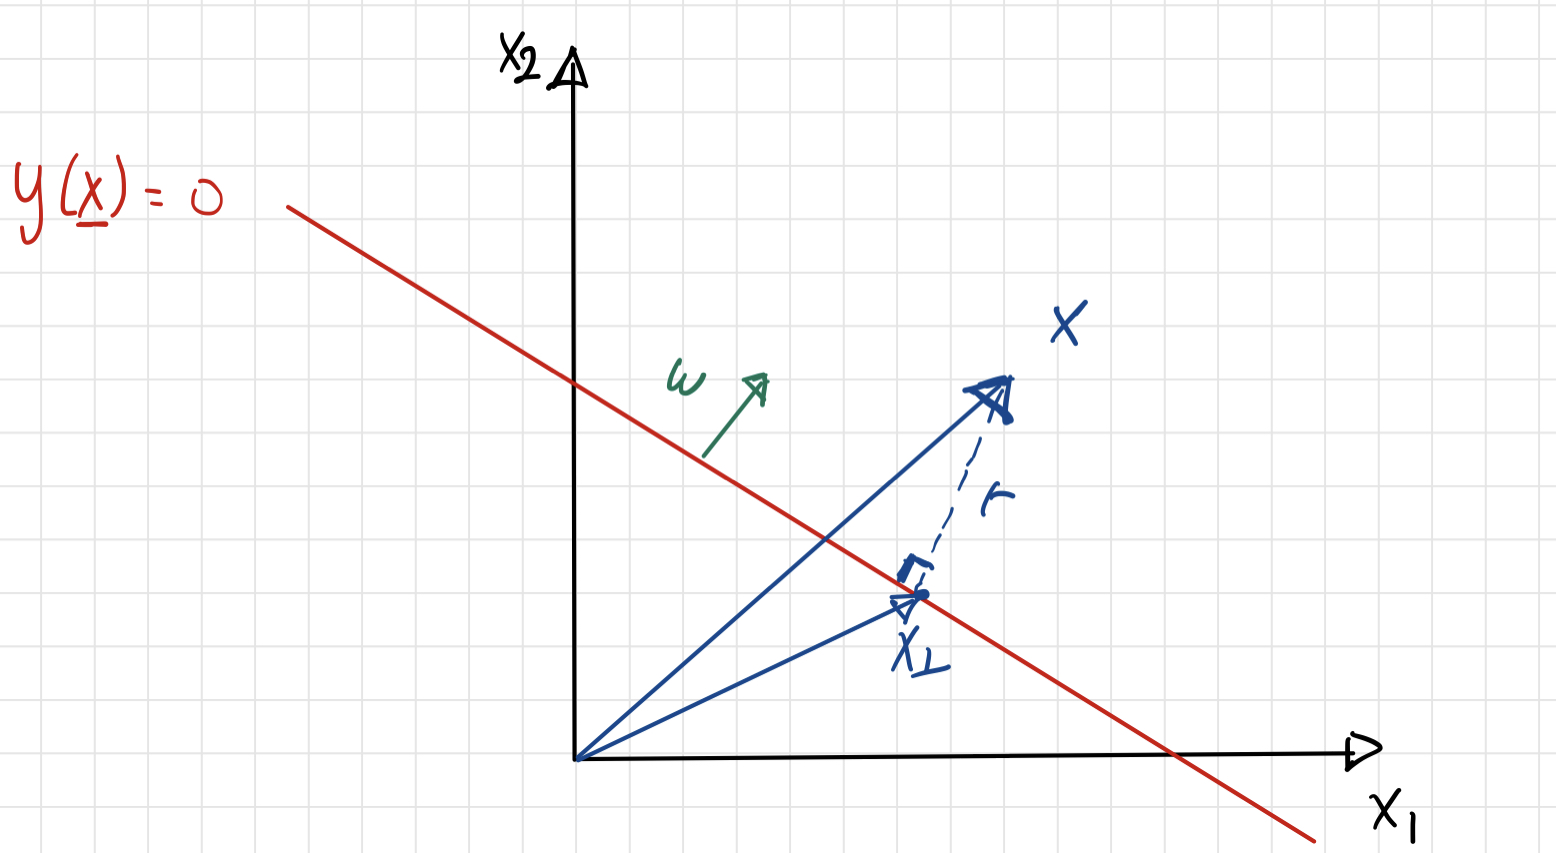 X₂
y(x) = 0
X
w
r
X⊥
X₁